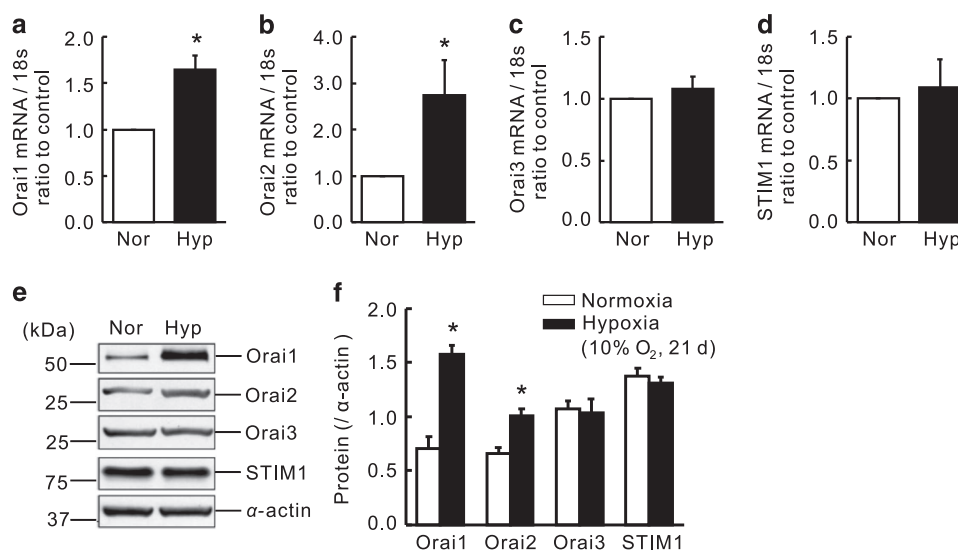 a
Orai1 mRNA / 18s
ratio to control
2.0
1.5
1.0
0.5
0.0
*
Nor Hyp
b
Orai2 mRNA / 18s
ratio to control
4.0
3.0
2.0
1.0
0.0
*
Nor Hyp
c
Orai3 mRNA / 18s
ratio to control
1.5
1.0
0.5
0.0
Nor Hyp
d
STIM1 mRNA / 18s
ratio to control
1.5
1.0
0.5
0.0
Nor Hyp
e
(kDa) Nor Hyp
50 Orai1
25 Orai2
25 Orai3
75 STIM1
37 α-actin
f
Protein (/ α-actin)
2.0
1.5
1.0
0.5
0.0
*
*
Normoxia
Hypoxia
(10% O₂, 21 d)
Orai1 Orai2 Orai3 STIM1